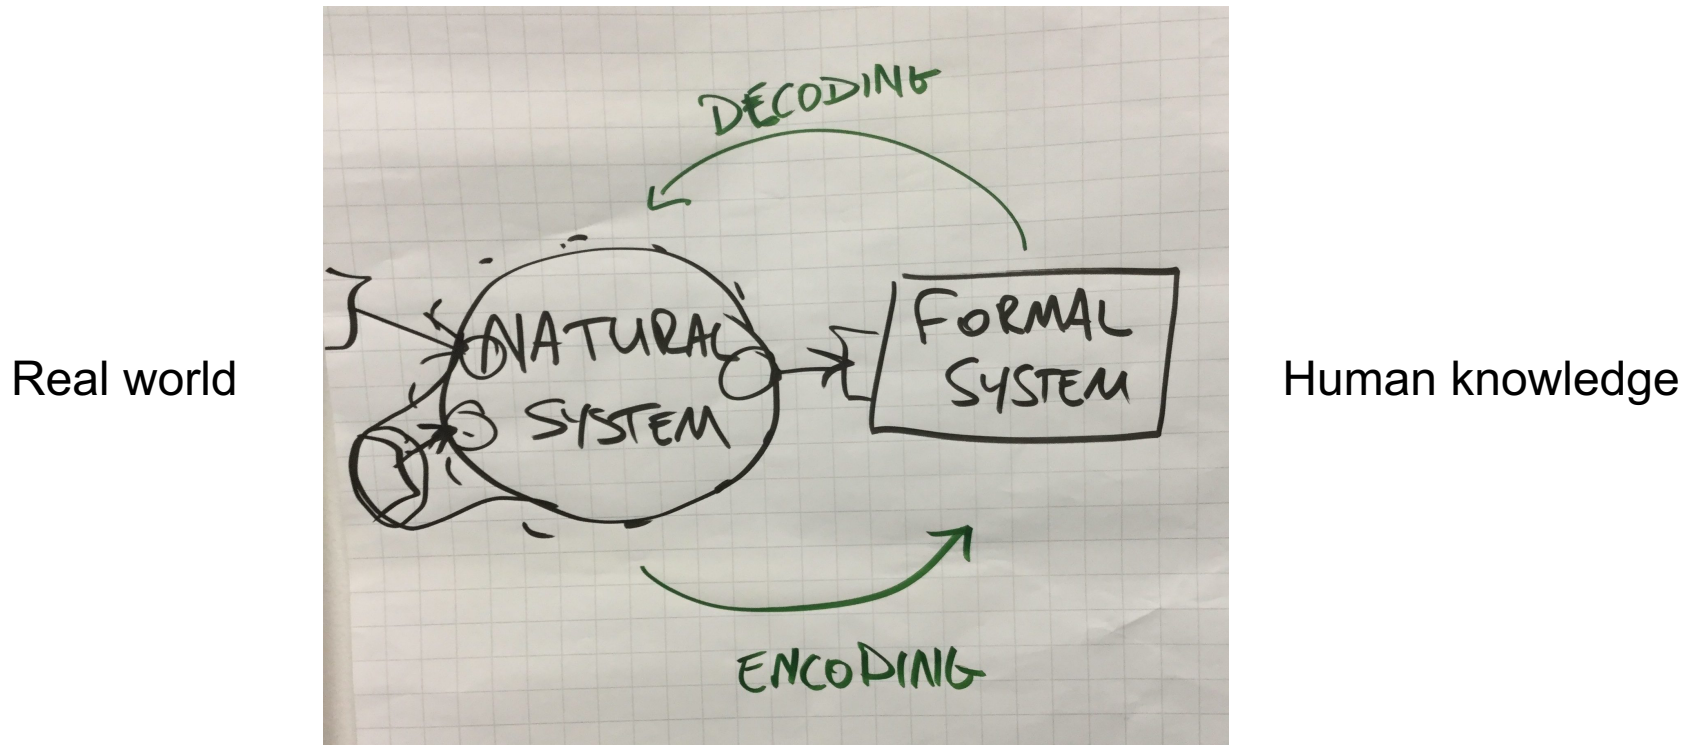 DECODING
NATURAL
SYSTEM
FORMAL
SYSTEM
Real world
Human knowledge
ENCODING